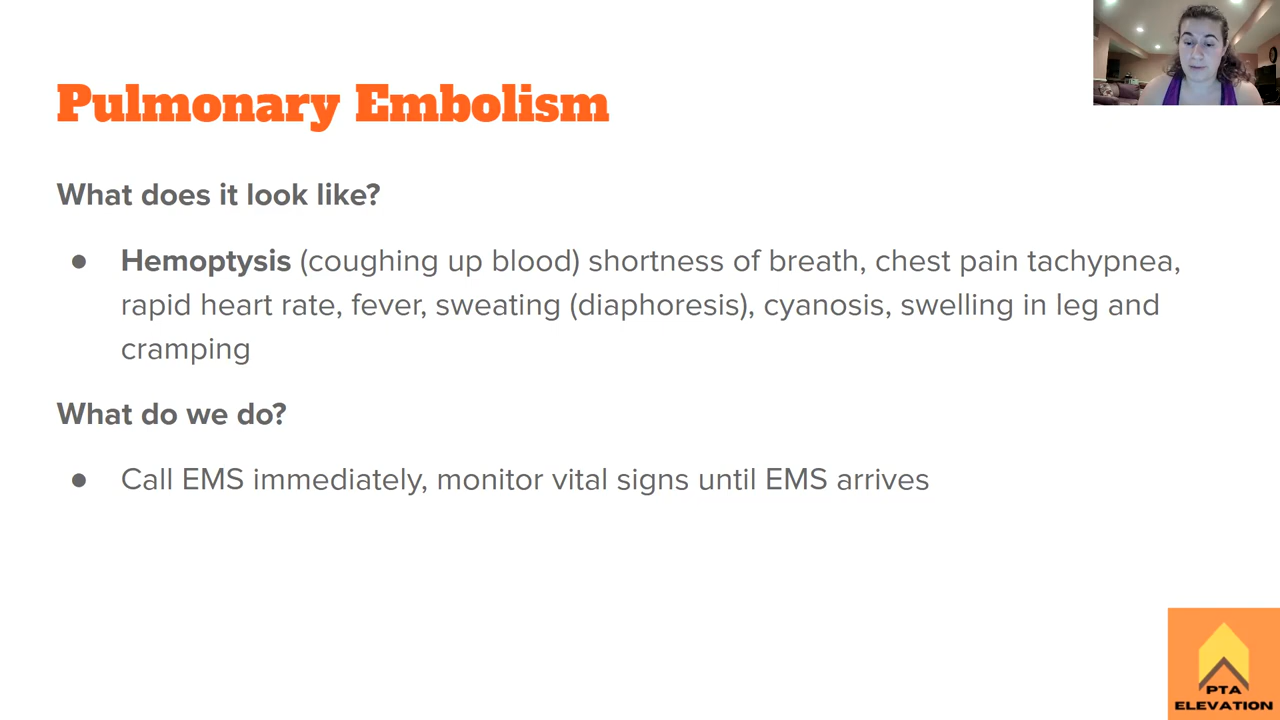 Pulmonary Embolism
What does it look like?
● Hemoptysis (coughing up blood) shortness of breath, chest pain tachypnea,
rapid heart rate, fever, sweating (diaphoresis), cyanosis, swelling in leg and
cramping
What do we do?
● Call EMS immediately, monitor vital signs until EMS arrives
PTA
ELEVATION